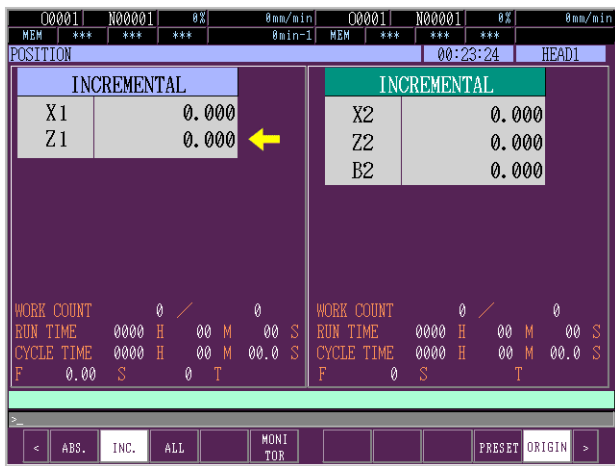 O0001 N00001 0% 0mm/min O0001 N00001 0% 0mm/min
MEM *** *** 0min-1 MEM *** *** ***
POSITION 00:23:24 HEAD1
INCREMENTAL INCREMENTAL
X1 0.000 X2 0.000
Z1 0.000 Z2 0.000
B2 0.000
WORK COUNT 0 / 0 WORK COUNT 0 / 0
RUN TIME 0000 H 00 M 00 S RUN TIME 0000 H 00 M 00 S
CYCLE TIME 0000 H 00 M 00.0 S CYCLE TIME 0000 H 00 M 00.0 S
F 0.00 S 0 T F 0 S T
>_
< ABS. INC. ALL MONI TOR PRESET ORIGIN >